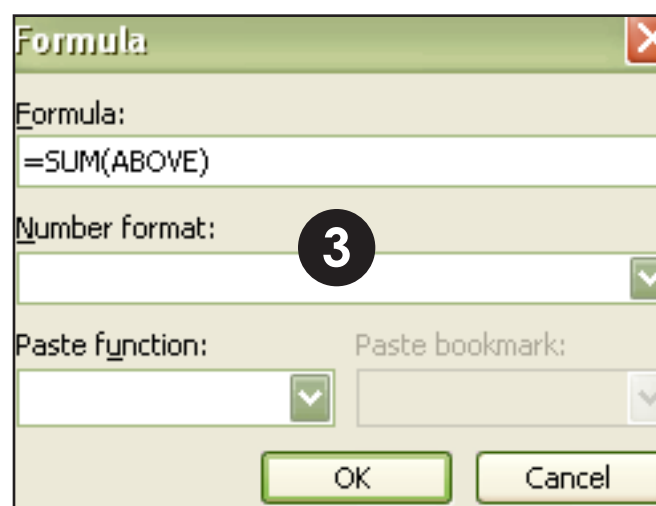 Formula
Formula:
=SUM(ABOVE)
Number format:
3
Paste function: Paste bookmark:
OK Cancel